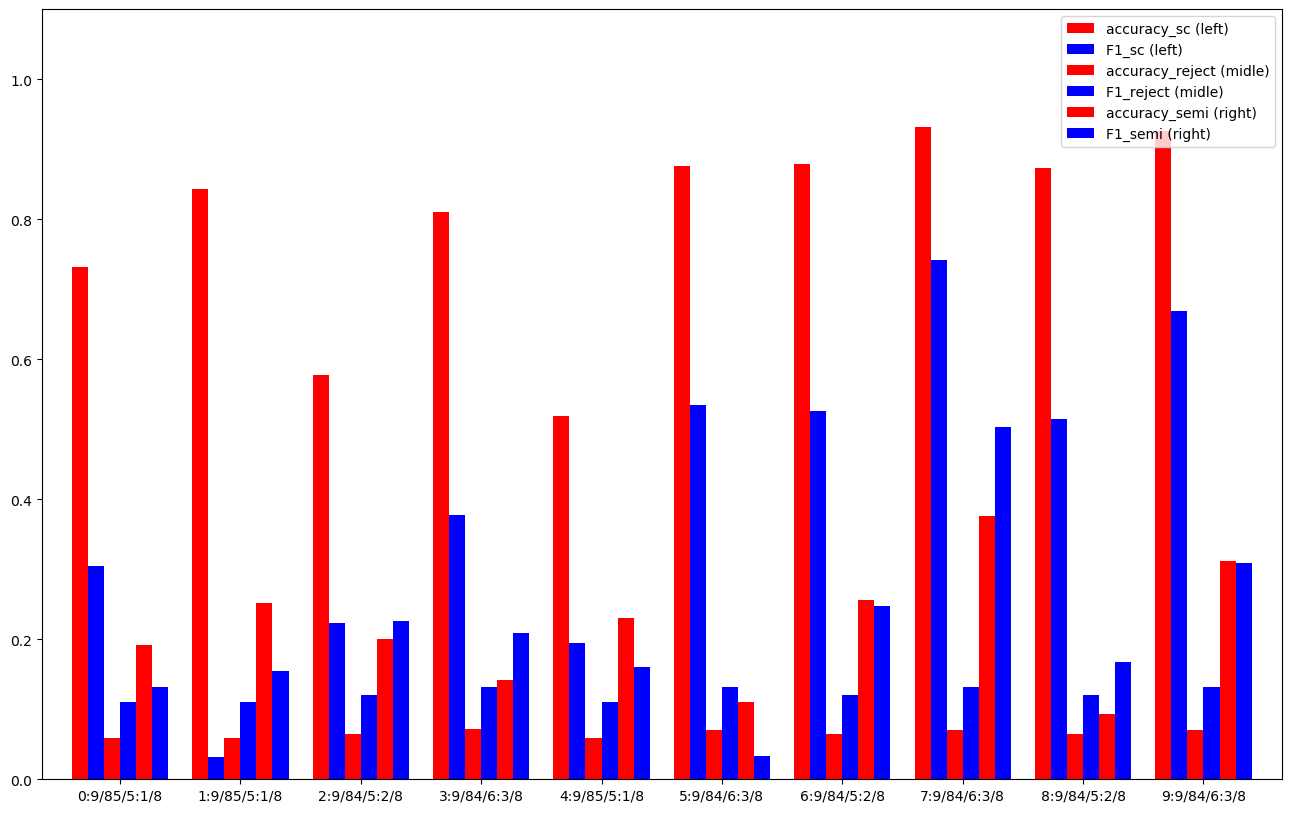 accuracy_sc (left)
F1_sc (left)
accuracy_reject (midle)
F1_reject (midle)
accuracy_semi (right)
F1_semi (right)
1.0
0.8
0.6
0.4
0.2
0.0
0:9/85/5:1/8 1:9/85/5:1/8 2:9/84/5:2/8 3:9/84/6:3/8 4:9/85/5:1/8 5:9/84/6:3/8 6:9/84/5:2/8 7:9/84/6:3/8 8:9/84/5:2/8 9:9/84/6:3/8